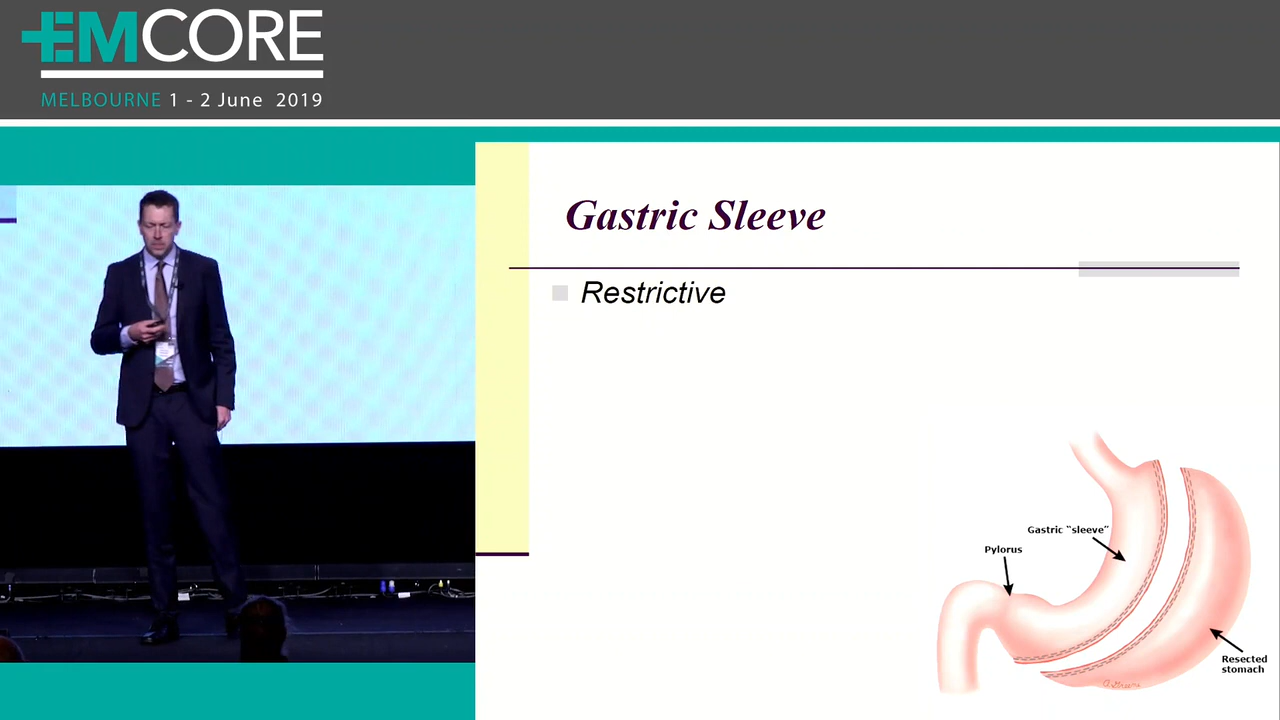 EMCORE
MELBOURNE 1 - 2 June 2019
Gastric Sleeve
Restrictive
Gastric “sleeve”
Pylorus
Resected
stomach